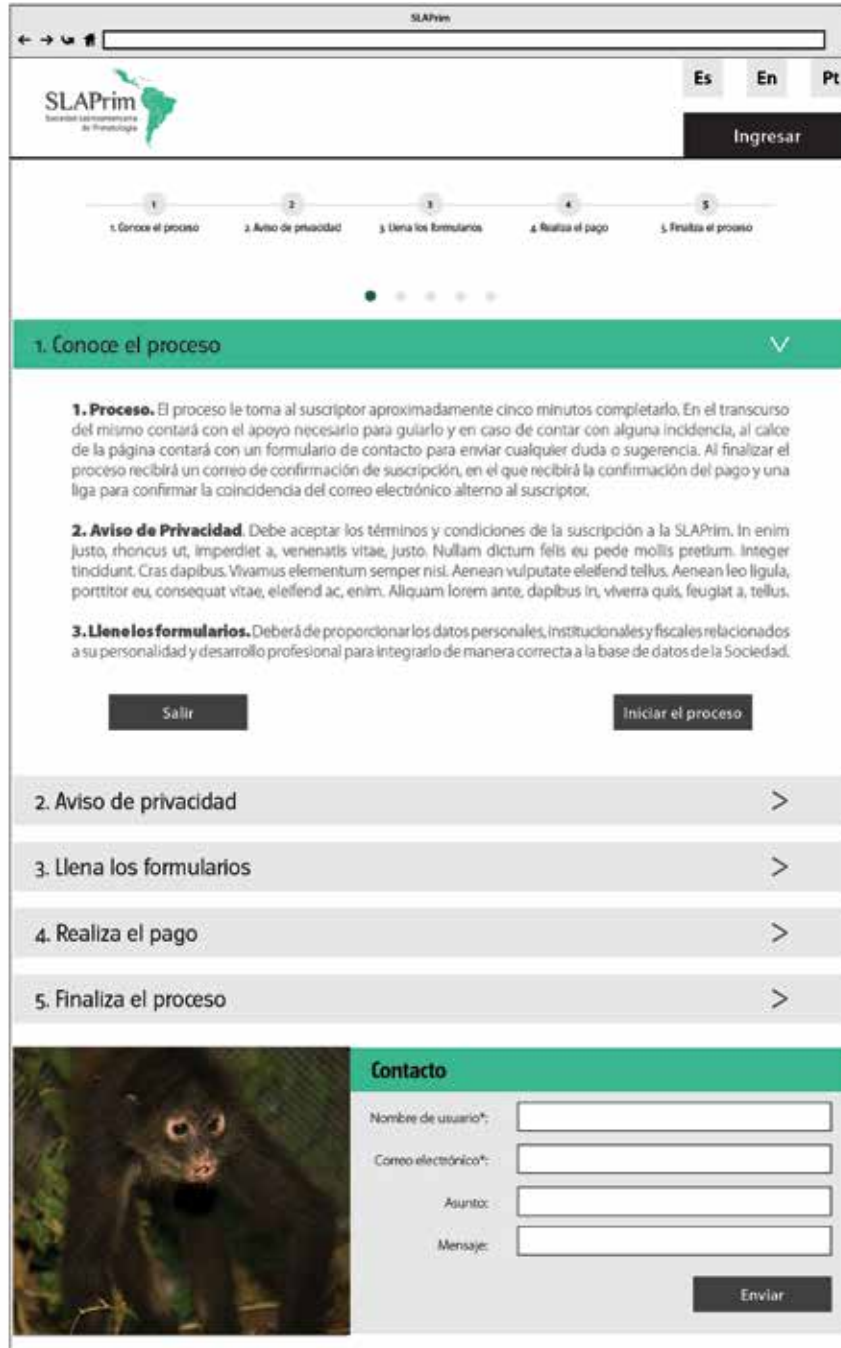 SLAPrim
Es En Pt
SLAPrim
Sociedad Latinoamericana
de Primatología
Ingresar
1 2 3 4 5
1. Conoce el proceso 2. Aviso de privacidad 3. Llena los formularios 4. Realiza el pago 5. Finaliza el proceso
1. Conoce el proceso
1. Proceso. El proceso le toma al suscriptor aproximadamente cinco minutos completarlo. En el transcurso
del mismo contará con el apoyo necesario para guiarlo y en caso de contar con alguna incidencia, al calce
de la página contará con un formulario de contacto para enviar cualquier duda o sugerencia. Al finalizar el
proceso recibirá un correo de confirmación de suscripción, en el que recibirá la confirmación del pago y una
liga para confirmar la coincidencia del correo electrónico alterno al suscriptor.
2. Aviso de Privacidad. Debe aceptar los términos y condiciones de la suscripción a la SLAPrim. In enim
justo, rhoncus ut, imperdiet a, venenatis vitae, justo. Nullam dictum felis eu pede mollis pretium. Integer
tincidunt. Cras dapibus. Vivamus elementum semper nisi. Aenean vulputate eleifend tellus. Aenean leo ligula,
porttitor eu, consequat vitae, eleifend ac, enim. Aliquam lorem ante, dapibus in, viverra quis, feugiat a, tellus.
3. Llene los formularios. Deberá de proporcionar los datos personales, institucionales y fiscales relacionados
a su personalidad y desarrollo profesional para integrarlo de manera correcta a la base de datos de la Sociedad.
Salir Iniciar el proceso
2. Aviso de privacidad
3. Llena los formularios
4. Realiza el pago
5. Finaliza el proceso
Contacto
Nombre de usuario*:
Correo electrónico*:
Asunto:
Mensaje:
Enviar